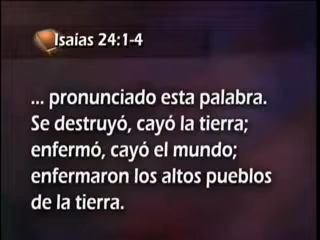 Isaías 24:1-4
... pronunciado esta palabra.
Se destruyó, cayó la tierra;
enfermó, cayó el mundo;
enfermaron los altos pueblos
de la tierra.